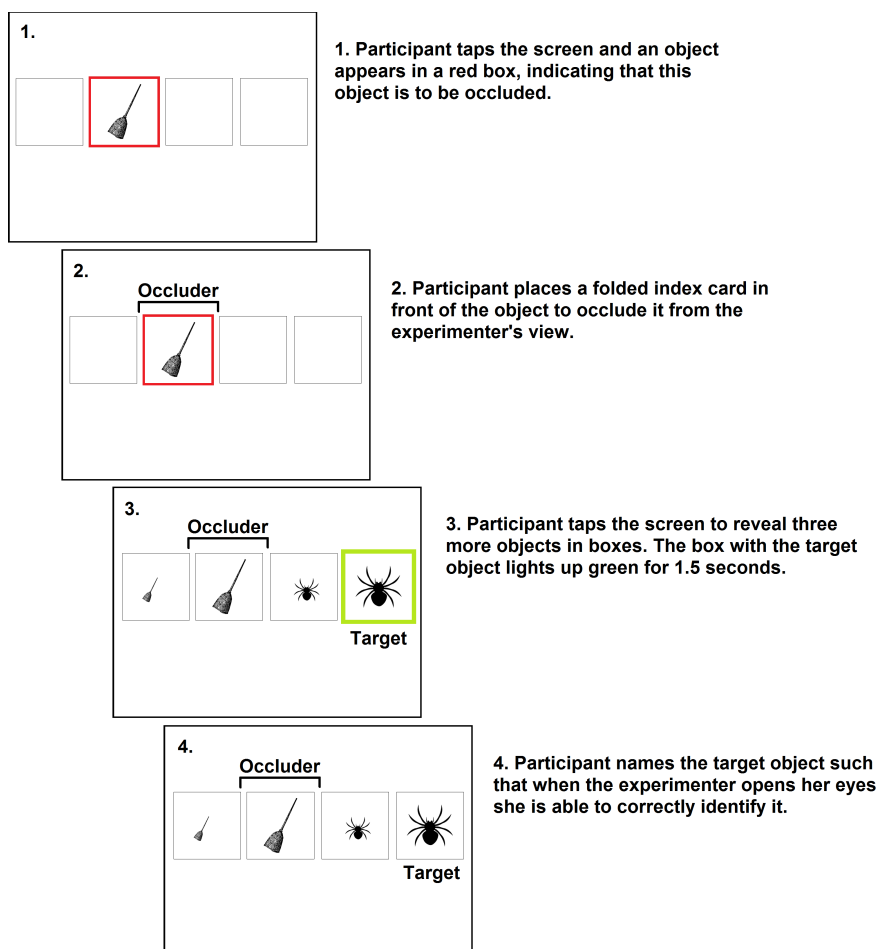 1.
1. Participant taps the screen and an object
appears in a red box, indicating that this
object is to be occluded.
2.
Occluder
2. Participant places a folded index card in
front of the object to occlude it from the
experimenter's view.
3.
Occluder
3. Participant taps the screen to reveal three
more objects in boxes. The box with the target
object lights up green for 1.5 seconds.
Target
4.
Occluder
4. Participant names the target object such
that when the experimenter opens her eyes
she is able to correctly identify it.
Target